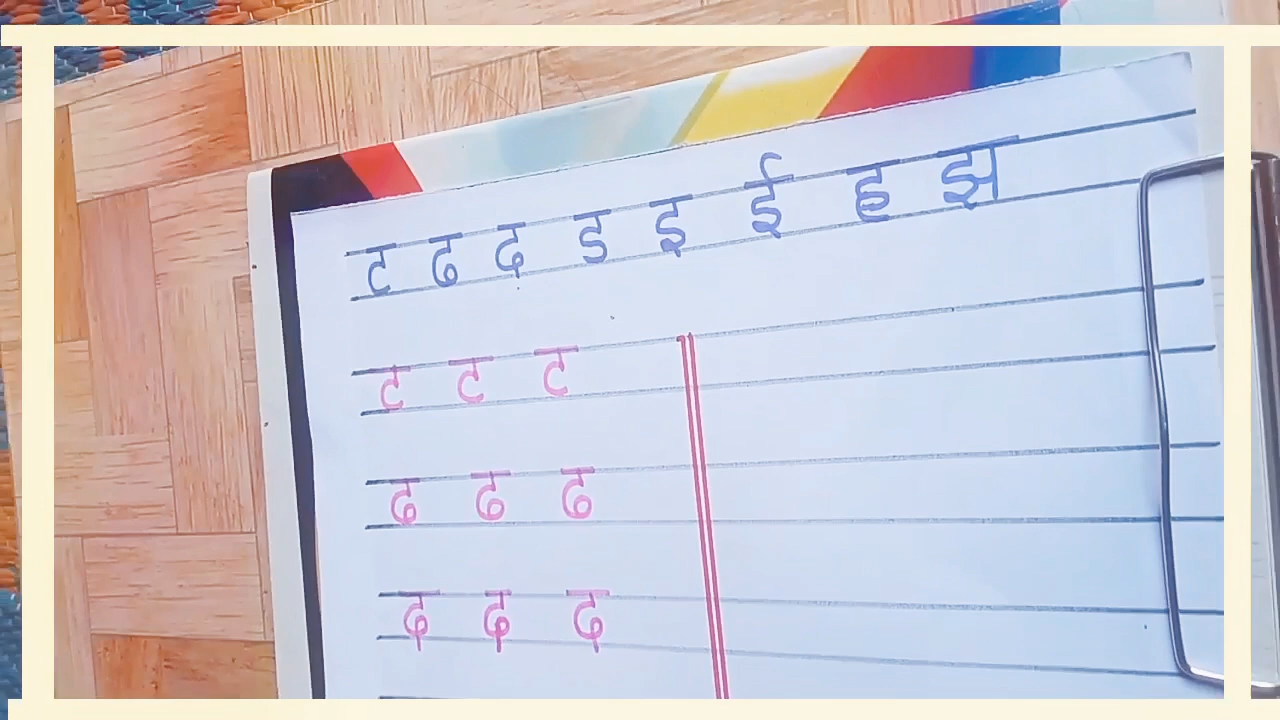 ट ढ द ड इ ई ह झ
ट ट ट
ढ ढ ढ
द द द